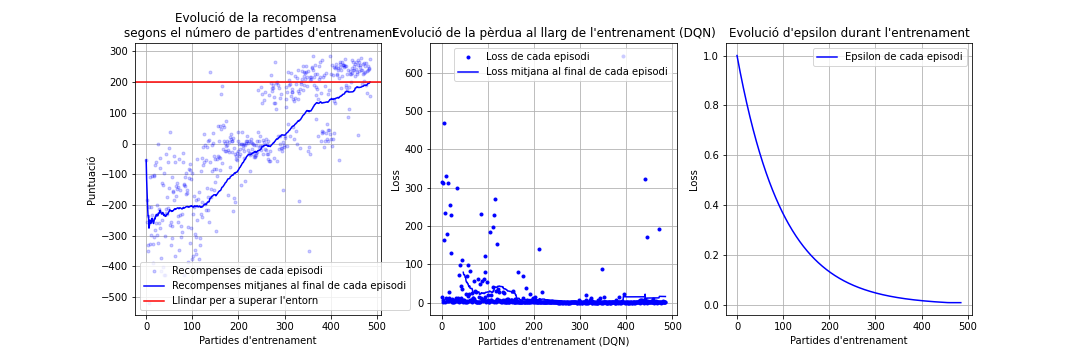 Evolució de la recompensa
segons el número de partides d'entrenament
300
200
100
0
−100
−200
−300
−400
−500
Puntuació
Recompenses de cada episodi
Recompenses mitjanes al final de cada episodi
Llindar per a superar l'entorn
0
100
200
300
400
500
Partides d'entrenament
Evolució de la pèrdua al llarg de l'entrenament (DQN)
600
500
400
300
200
100
0
Loss
Loss de cada episodi
Loss mitjana al final de cada episodi
0
100
200
300
400
500
Partides d'entrenament (DQN)
Evolució d'epsilon durant l'entrenament
1.0
0.8
0.6
0.4
0.2
0.0
Loss
Epsilon de cada episodi
0
100
200
300
400
500
Partides d'entrenament